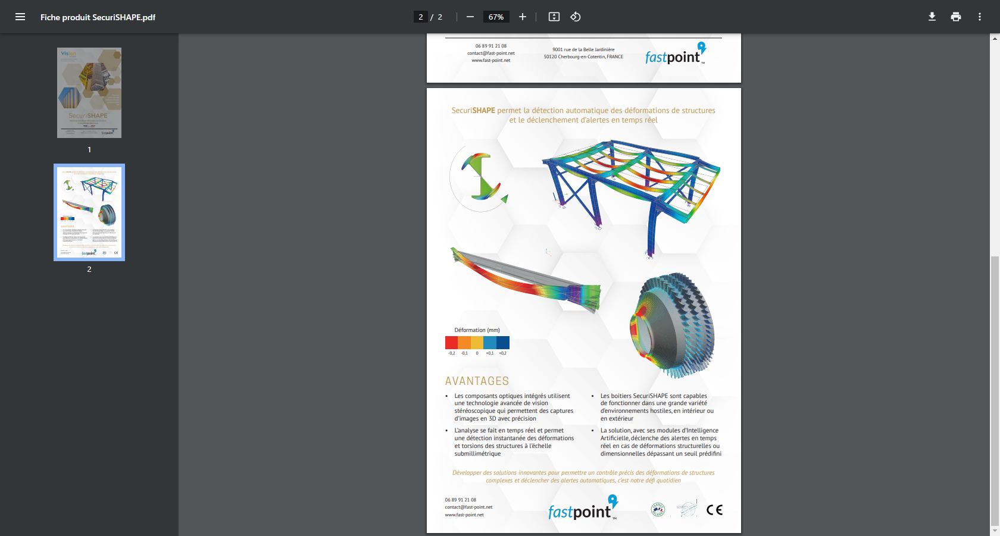 Fiche produit SecuriSHAPE.pdf
2 / 2
67%
Vision
SecuriSHAPE
1
2
06 89 91 21 08
contact@fast-point.net
www.fast-point.net
9001 rue de la Belle Jardinière
50120 Cherbourg-en-Cotentin, FRANCE
fastpoint
TM
SecuriSHAPE permet la détection automatique des déformations de structures
et le déclenchement d'alertes en temps réel
Déformation (mm)
-0,2 -0,1 0 +0,1 +0,2
AVANTAGES
• Les composants optiques intégrés utilisent
une technologie avancée de vision
stéréoscopique qui permettent des captures
d'images en 3D avec précision
• L'analyse se fait en temps réel et permet
une détection instantanée des déformations
et torsions des structures à l'échelle
submillimétrique
• Les boitiers SecuriSHAPE sont capables
de fonctionner dans une grande variété
d'environnements hostiles, en intérieur ou
en extérieur
• La solution, avec ses modules d'Intelligence
Artificielle, déclenche des alertes en temps
réel en cas de déformations structurelles ou
dimensionnelles dépassant un seuil prédifini
Développer des solutions innovantes pour permettre un contrôle précis des déformations de structures
complexes et déclencher des alertes automatiques, c'est notre défi quotidien
06 89 91 21 08
contact@fast-point.net
www.fast-point.net
fastpoint
TM
CE